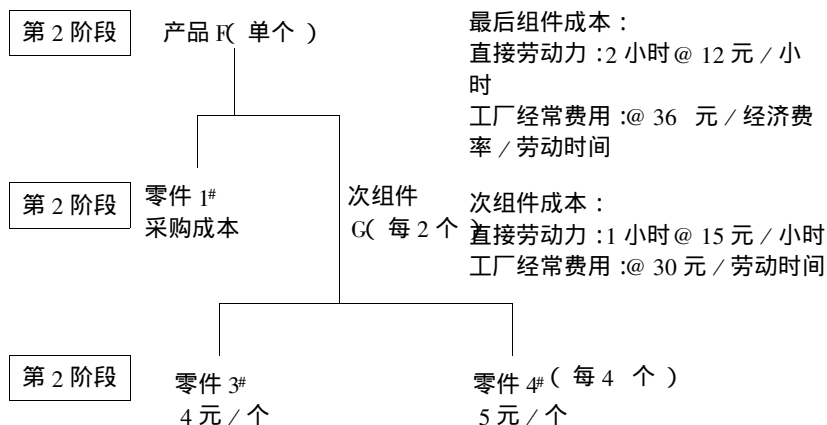 第 2 阶段
产品 F( 单个 )
最后组件成本：
直接劳动力：2 小时 @ 12 元 / 小
时
工厂经常费用：@ 36 元 / 经济费
率 / 劳动时间
第 2 阶段
零件 1#
采购成本
次组件
G( 每 2 个 )
次组件成本：
直接劳动力：1 小时 @ 15 元 / 小时
工厂经常费用：@ 30 元 / 劳动时间
第 2 阶段
零件 3#
4 元 / 个
零件 4# ( 每 4 个 )
5 元 / 个